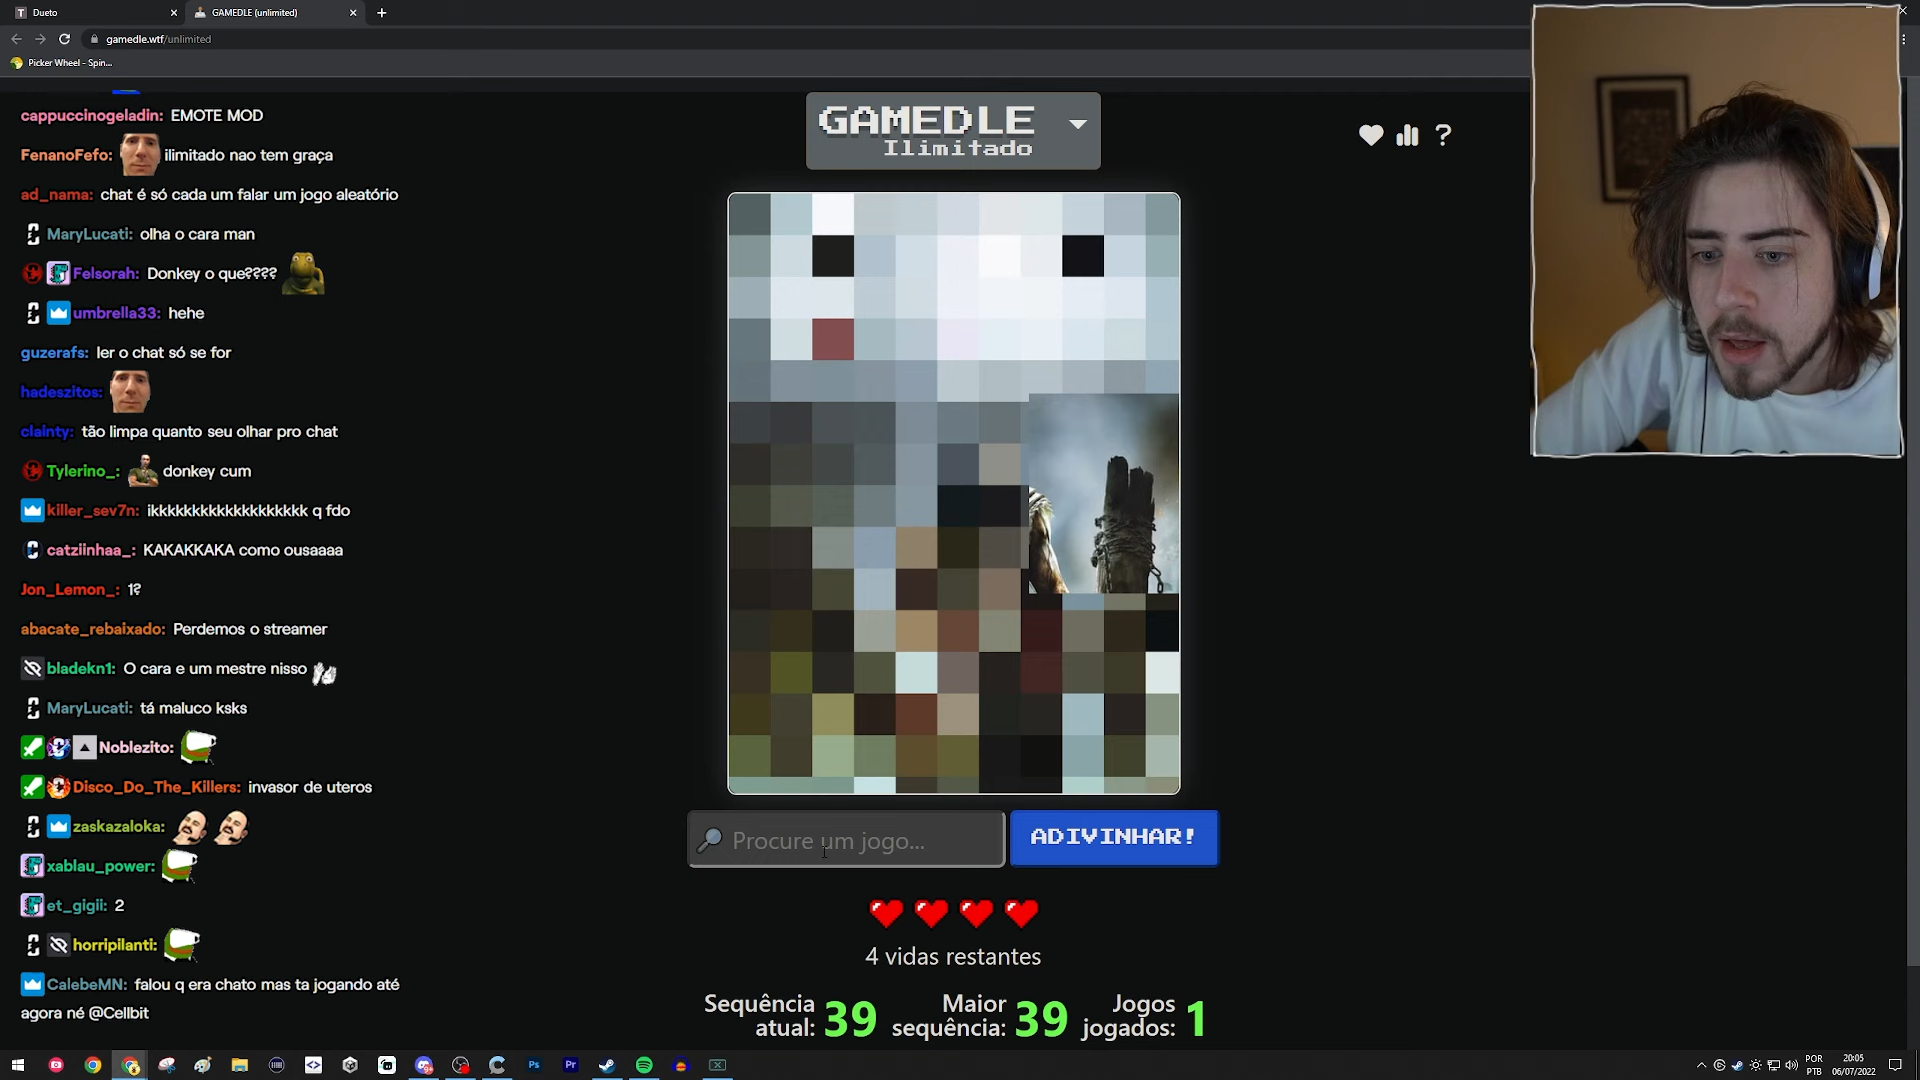 Dueto
GAMEDLE (unlimited)
gamedle.wtf/unlimited
Picker Wheel - Spin...
cappuccinogeladin: EMOTE MOD
FenanoFefo: ilimitado nao tem graça
ad_nama: chat é só cada um falar um jogo aleatório
MaryLucati: olha o cara man
Felsorah: Donkey o que????
umbrella33: hehe
guzerafs: ler o chat só se for
hadeszitos:
clainty: tão limpa quanto seu olhar pro chat
Tylerino_: donkey cum
killer_sev7n: ikkkkkkkkkkkkkkkkkkk q fdo
catziinhaa_: KAKAKKAKA como ousaaaa
Jon_Lemon_: 1?
abacate_rebaixado: Perdemos o streamer
bladekn1: O cara e um mestre nisso
MaryLucati: tá maluco ksks
Noblezito:
Disco_Do_The_Killers: invasor de uteros
zaskazaloka:
xablau_power:
et_gigii: 2
horripilanti:
CalebeMN: falou q era chato mas ta jogando até
agora né @Cellbit
GAMEDLE
Ilimitado
?
Procure um jogo...
ADIVINHAR!
4 vidas restantes
Sequência atual: 39
Maior sequência: 39
Jogos jogados: 1
Ps
Pr
POR
PTB
20:05
06/07/2022